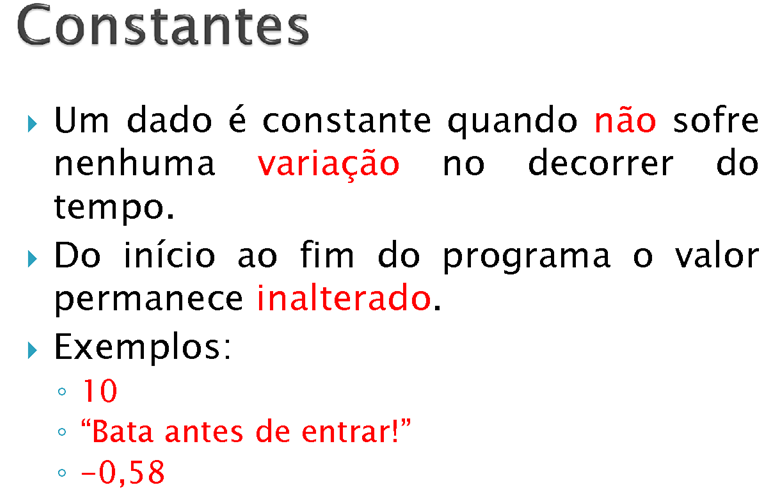 Constantes
Um dado é constante quando não sofre
nenhuma variação no decorrer do
tempo.
Do início ao fim do programa o valor
permanece inalterado.
Exemplos:
10
“Bata antes de entrar!”
-0,58